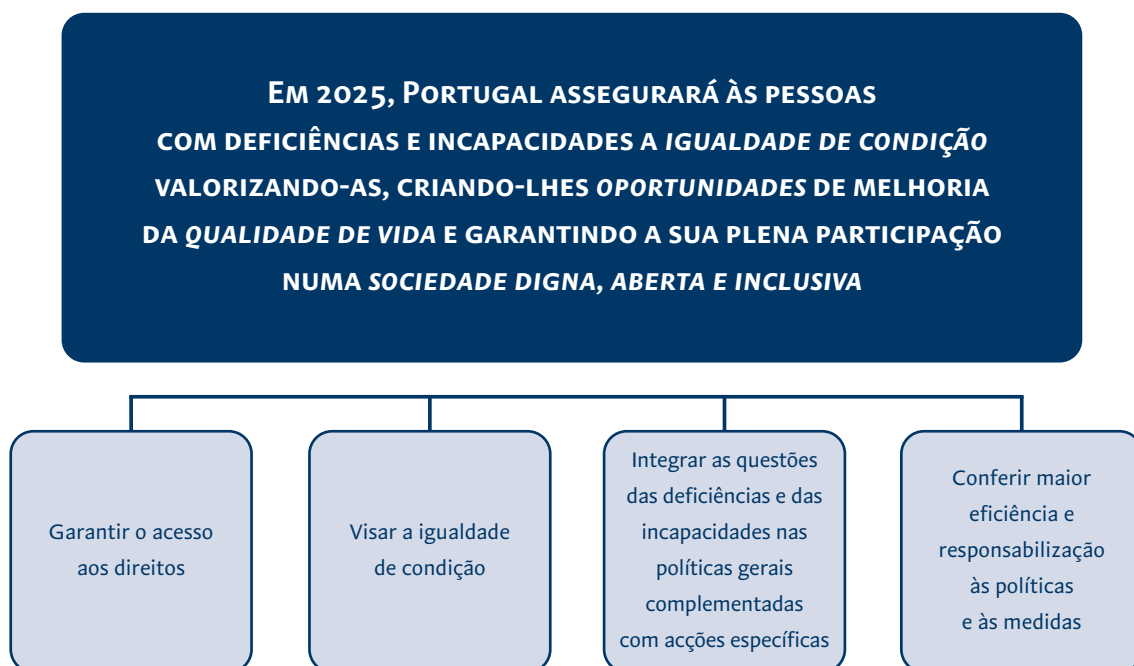 Em 2025, Portugal assegurará às pessoas
com deficiências e incapacidades a igualdade de condição
valorizando-as, criando-lhes oportunidades de melhoria
da qualidade de vida e garantindo a sua plena participação
numa sociedade digna, aberta e inclusiva
Garantir o acesso
aos direitos
Visar a igualdade
de condição
Integrar as questões
das deficiências e das
incapacidades nas
políticas gerais
complementadas
com acções específicas
Conferir maior
eficiência e
responsabilização
às políticas
e às medidas